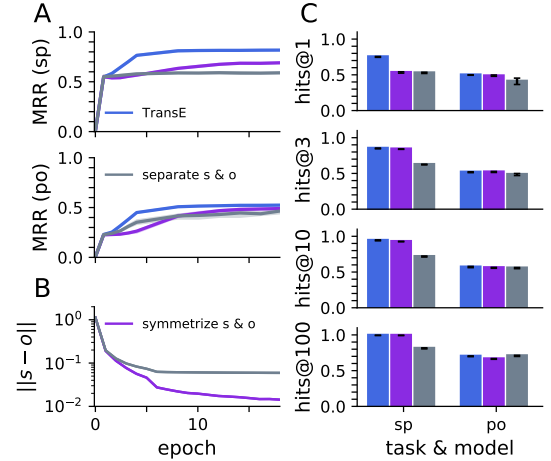 A
MRR (sp)
1.0
0.5
0.0
TransE
MRR (po)
1.0
0.5
0.0
separate s & o
B
||s − o||
10⁰
10⁻¹
10⁻²
symmetrize s & o
0
10
epoch
C
hits@1
1.0
0.5
0.0
hits@3
1.0
0.5
0.0
hits@10
1.0
0.5
0.0
hits@100
1.0
0.5
0.0
sp
po
task & model